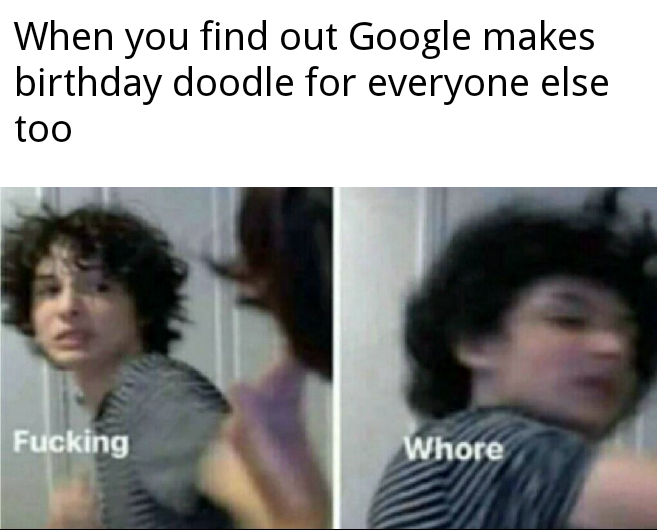 When you find out Google makes
birthday doodle for everyone else
too
Fucking
Whore